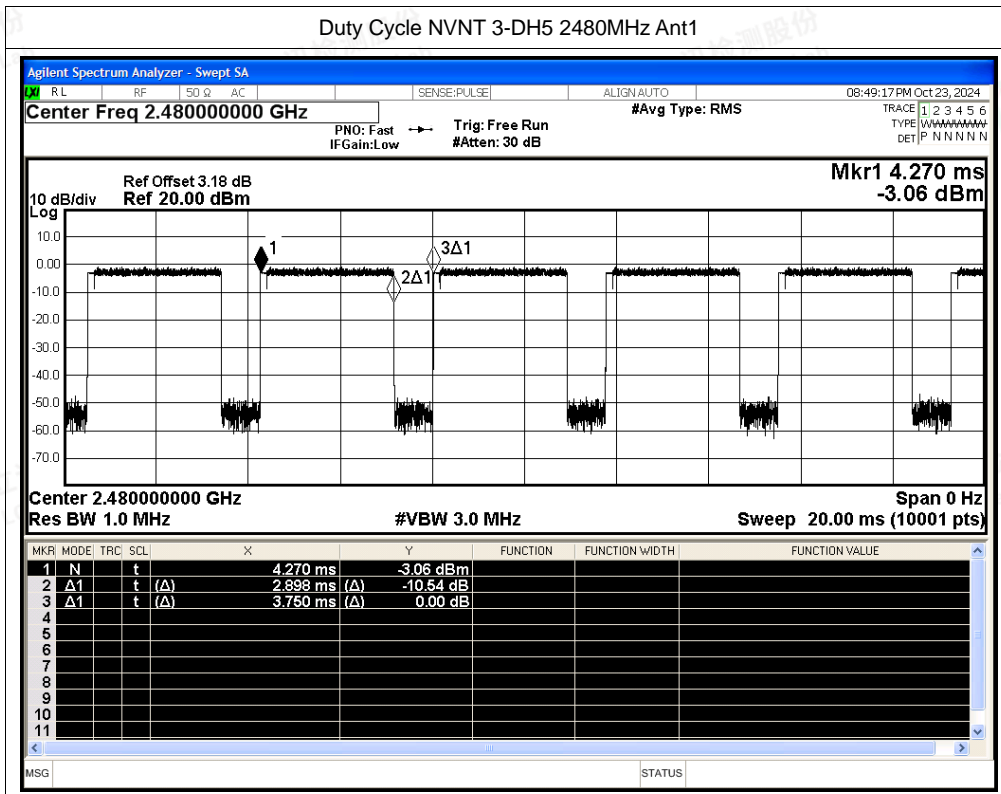 Duty Cycle NVNT 3-DH5 2480MHz Ant1
Agilent Spectrum Analyzer - Swept SA
LXI RL RF 50 Ω AC SENSE:PULSE ALIGN AUTO 08:49:17 PM Oct 23, 2024
Center Freq 2.480000000 GHz #Avg Type: RMS TRACE 1 2 3 4 5 6
PNO: Fast Trig: Free Run TYPE WWWWWW
IFGain:Low #Atten: 30 dB DET P N N N N N
Mkr1 4.270 ms
Ref Offset 3.18 dB
10 dB/div Ref 20.00 dBm -3.06 dBm
Log
10.0
1 3Δ1
0.00
2Δ1
-10.0
-20.0
-30.0
-40.0
-50.0
-60.0
-70.0
Center 2.480000000 GHz Span 0 Hz
Res BW 1.0 MHz #VBW 3.0 MHz Sweep 20.00 ms (10001 pts)
MKR MODE TRC SCL X Y FUNCTION FUNCTION WIDTH FUNCTION VALUE
1 N t 4.270 ms -3.06 dBm
2 Δ1 t (Δ) 2.898 ms (Δ) -10.54 dB
3 Δ1 t (Δ) 3.750 ms (Δ) 0.00 dB
4
5
6
7
8
9
10
11
MSG STATUS